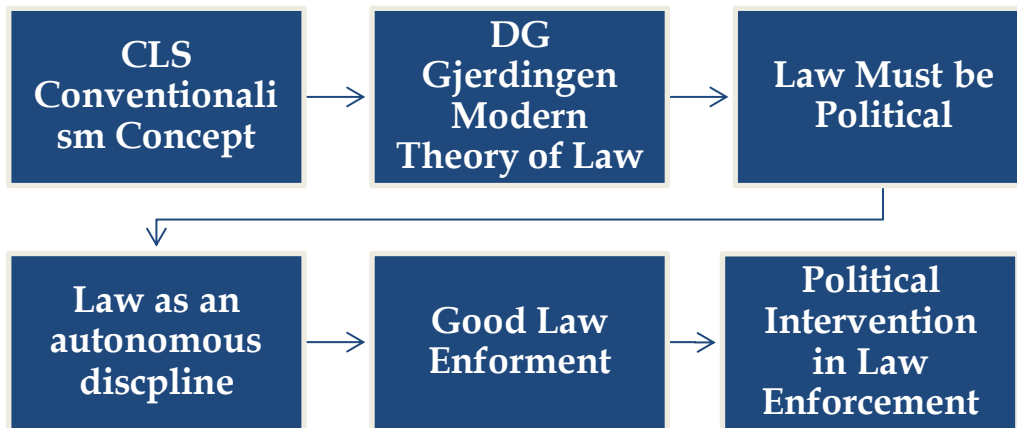 CLS
Conventionali
sm Concept
DG
Gjerdingen
Modern
Theory of Law
Law Must be
Political
Law as an
autonomous
discpline
Good Law
Enforment
Political
Intervention
in Law
Enforcement